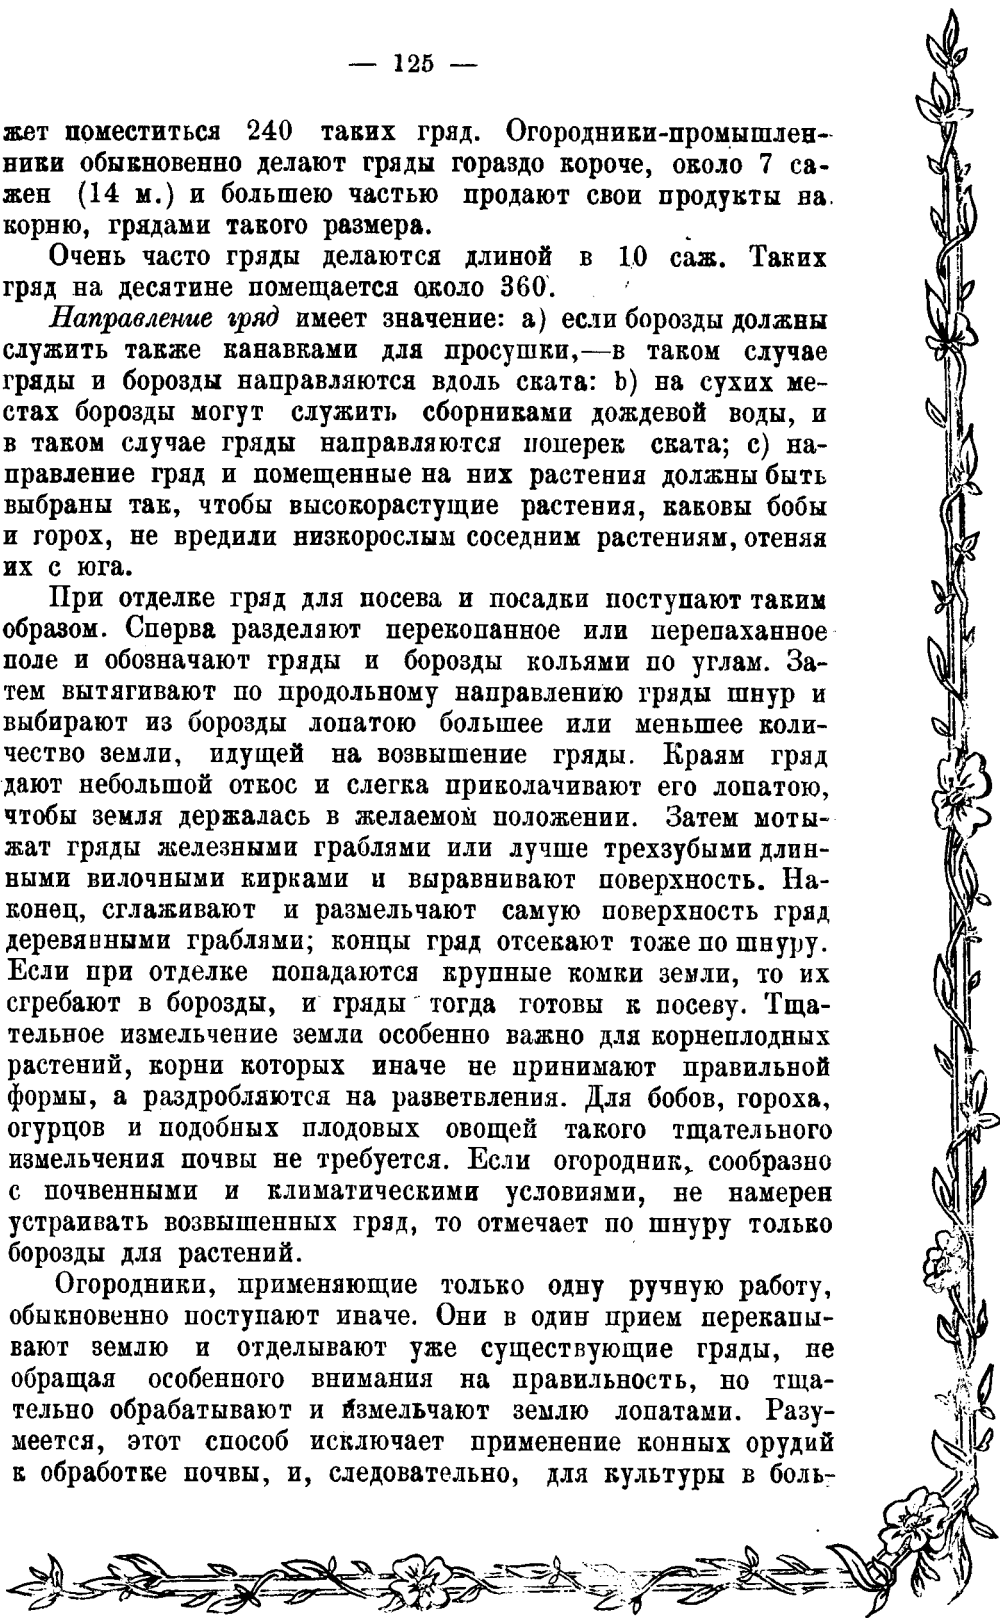 — 125 —
жет поместиться 240 таких гряд. Огородники-промышлен-
ники обыкновенно делают гряды гораздо короче, около 7 са-
жен (14 м.) и большею частью продают свои продукты на
корню, грядами такого размера.
Очень часто гряды делаются длиной в 10 саж. Таких
гряд на десятине помещается около 360.
Направление гряд имеет значение: a) если борозды должны
служить также канавками для просушки,—в таком случае
гряды и борозды направляются вдоль ската: b) на сухих ме-
стах борозды могут служить сборниками дождевой воды, и
в таком случае гряды направляются поперек ската; c) на-
правление гряд и помещенные на них растения должны быть
выбраны так, чтобы высокорастущие растения, каковы бобы
и горох, не вредили низкорослым соседним растениям, отеняя
их с юга.
При отделке гряд для посева и посадки поступают таким
образом. Сперва разделяют перекопанное или перепаханное
поле и обозначают гряды и борозды кольями по углам. За-
тем вытягивают по продольному направлению гряды шнур и
выбирают из борозды лопатою большее или меньшее коли-
чество земли, идущей на возвышение гряды. Краям гряд
дают небольшой откос и слегка приколачивают его лопатою,
чтобы земля держалась в желаемом положении. Затем моты-
жат гряды железными граблями или лучше трехзубыми длин-
ными вилочными кирками и выравнивают поверхность. На-
конец, сглаживают и размельчают самую поверхность гряд
деревянными граблями; концы гряд отсекают тоже по шнуру.
Если при отделке попадаются крупные комки земли, то их
сгребают в борозды, и гряды тогда готовы к посеву. Тща-
тельное измельчение земли особенно важно для корнеплодных
растений, корни которых иначе не принимают правильной
формы, а раздробляются на разветвления. Для бобов, гороха,
огурцов и подобных плодовых овощей такого тщательного
измельчения почвы не требуется. Если огородник, сообразно
с почвенными и климатическими условиями, не намерен
устраивать возвышенных гряд, то отмечает по шнуру только
борозды для растений.
Огородники, применяющие только одну ручную работу,
обыкновенно поступают иначе. Они в один прием перекапы-
вают землю и отделывают уже существующие гряды, не
обращая особенного внимания на правильность, но тща-
тельно обрабатывают и измельчают землю лопатами. Разу-
меется, этот способ исключает применение конных орудий
к обработке почвы, и, следовательно, для культуры в боль-